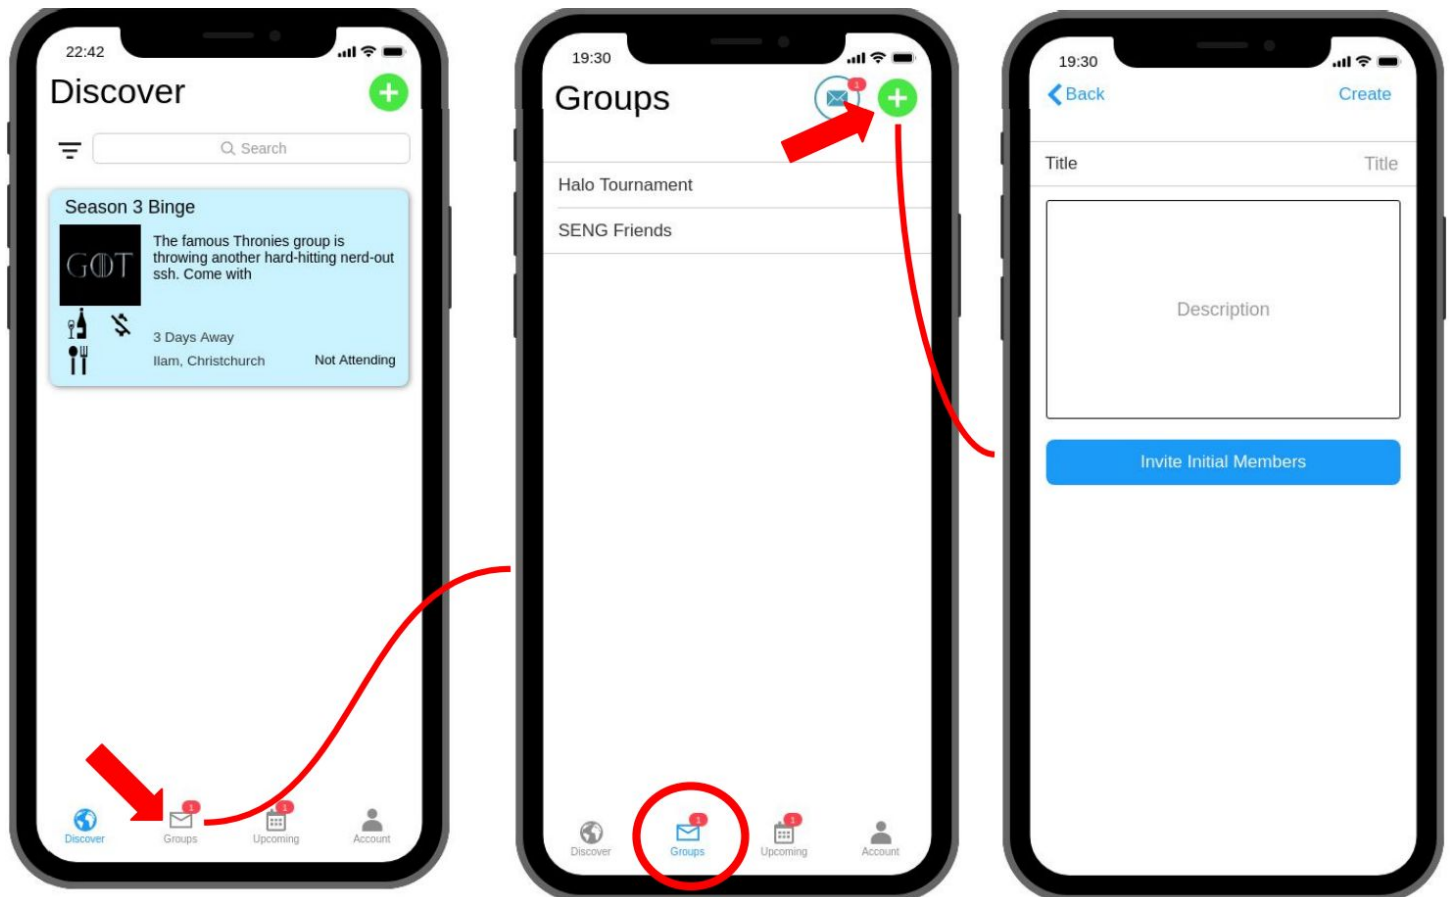 22:42
Discover
Search
Season 3 Binge
GOT
The famous Thronies group is
throwing another hard-hitting nerd-out
ssh. Come with
3 Days Away
Ilam, Christchurch
Not Attending
1
1
Discover
Groups
Upcoming
Account
19:30
Groups
1
Halo Tournament
SENG Friends
1
1
Discover
Groups
Upcoming
Account
19:30
Back
Create
Title
Title
Description
Invite Initial Members